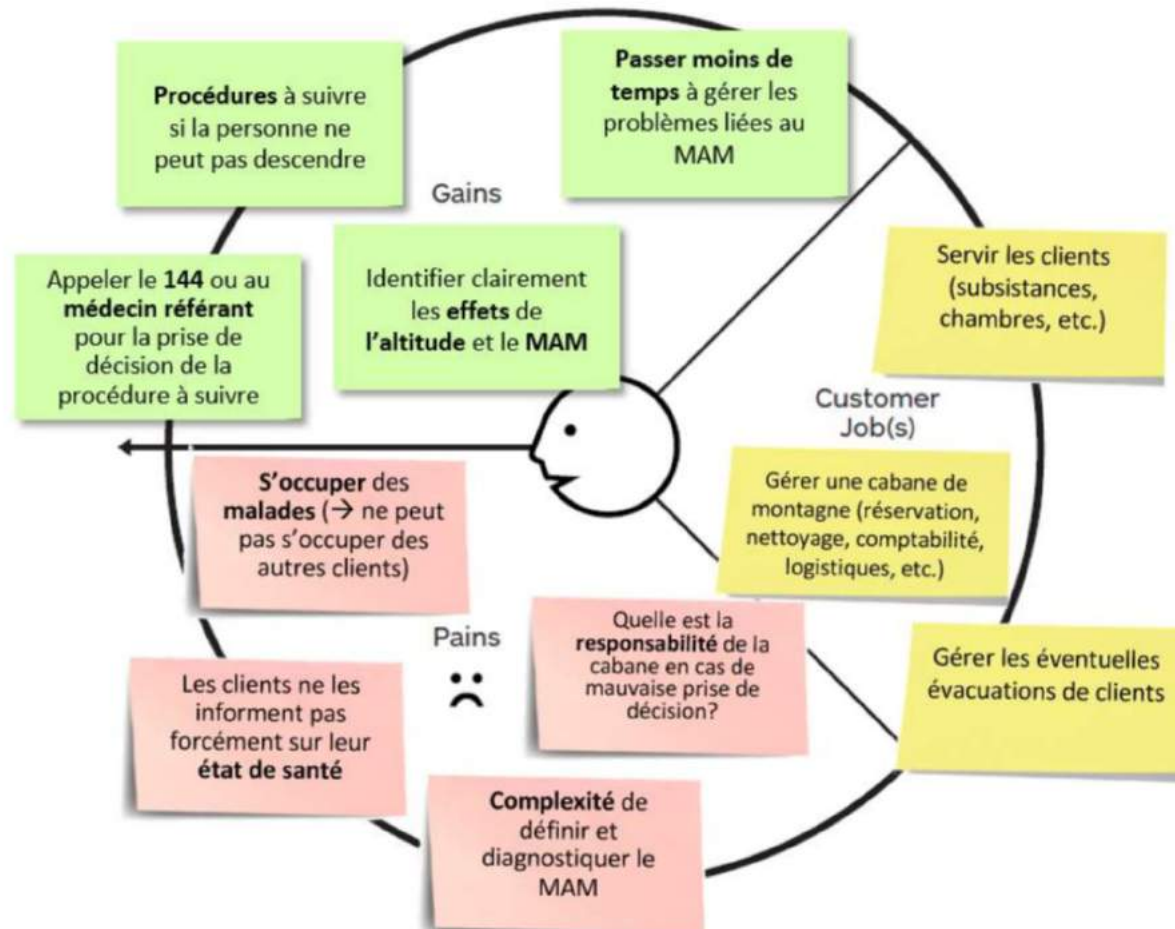 Procédures à suivre
si la personne ne
peut pas descendre
Passer moins de
temps à gérer les
problèmes liées au
MAM
Gains
Appeler le 144 ou au
médecin référant
pour la prise de
décision de la
procédure à suivre
Identifier clairement
les effets de
l'altitude et le MAM
Servir les clients
(subsistances,
chambres, etc.)
Customer
Job(s)
Gérer une cabane de
montagne (réservation,
nettoyage, comptabilité,
logistiques, etc.)
Gérer les éventuelles
évacuations de clients
S'occuper des
malades (→ ne peut
pas s'occuper des
autres clients)
Pains
Quelle est la
responsabilité de la
cabane en cas de
mauvaise prise de
décision?
Les clients ne les
informent pas
forcément sur leur
état de santé
Complexité de
définir et
diagnostiquer le
MAM